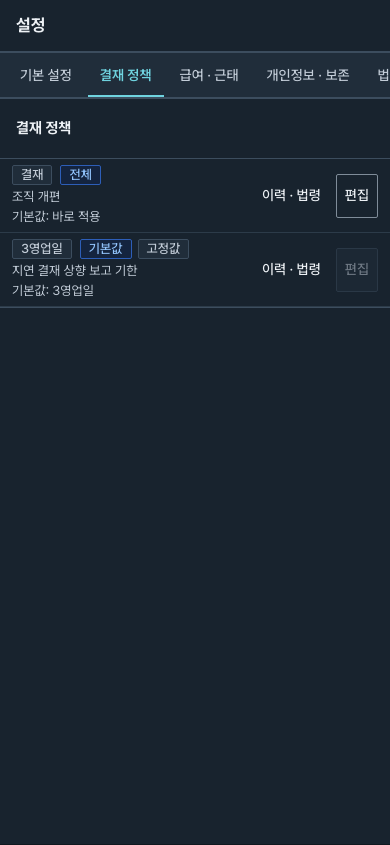 설정
기본 설정 결재 정책 급여 · 근태 개인정보 · 보존 법
결재 정책
결재 전체
조직 개편
기본값: 바로 적용
이력 · 법령 편집
3영업일 기본값 고정값
지연 결재 상향 보고 기한
기본값: 3영업일
이력 · 법령 편집